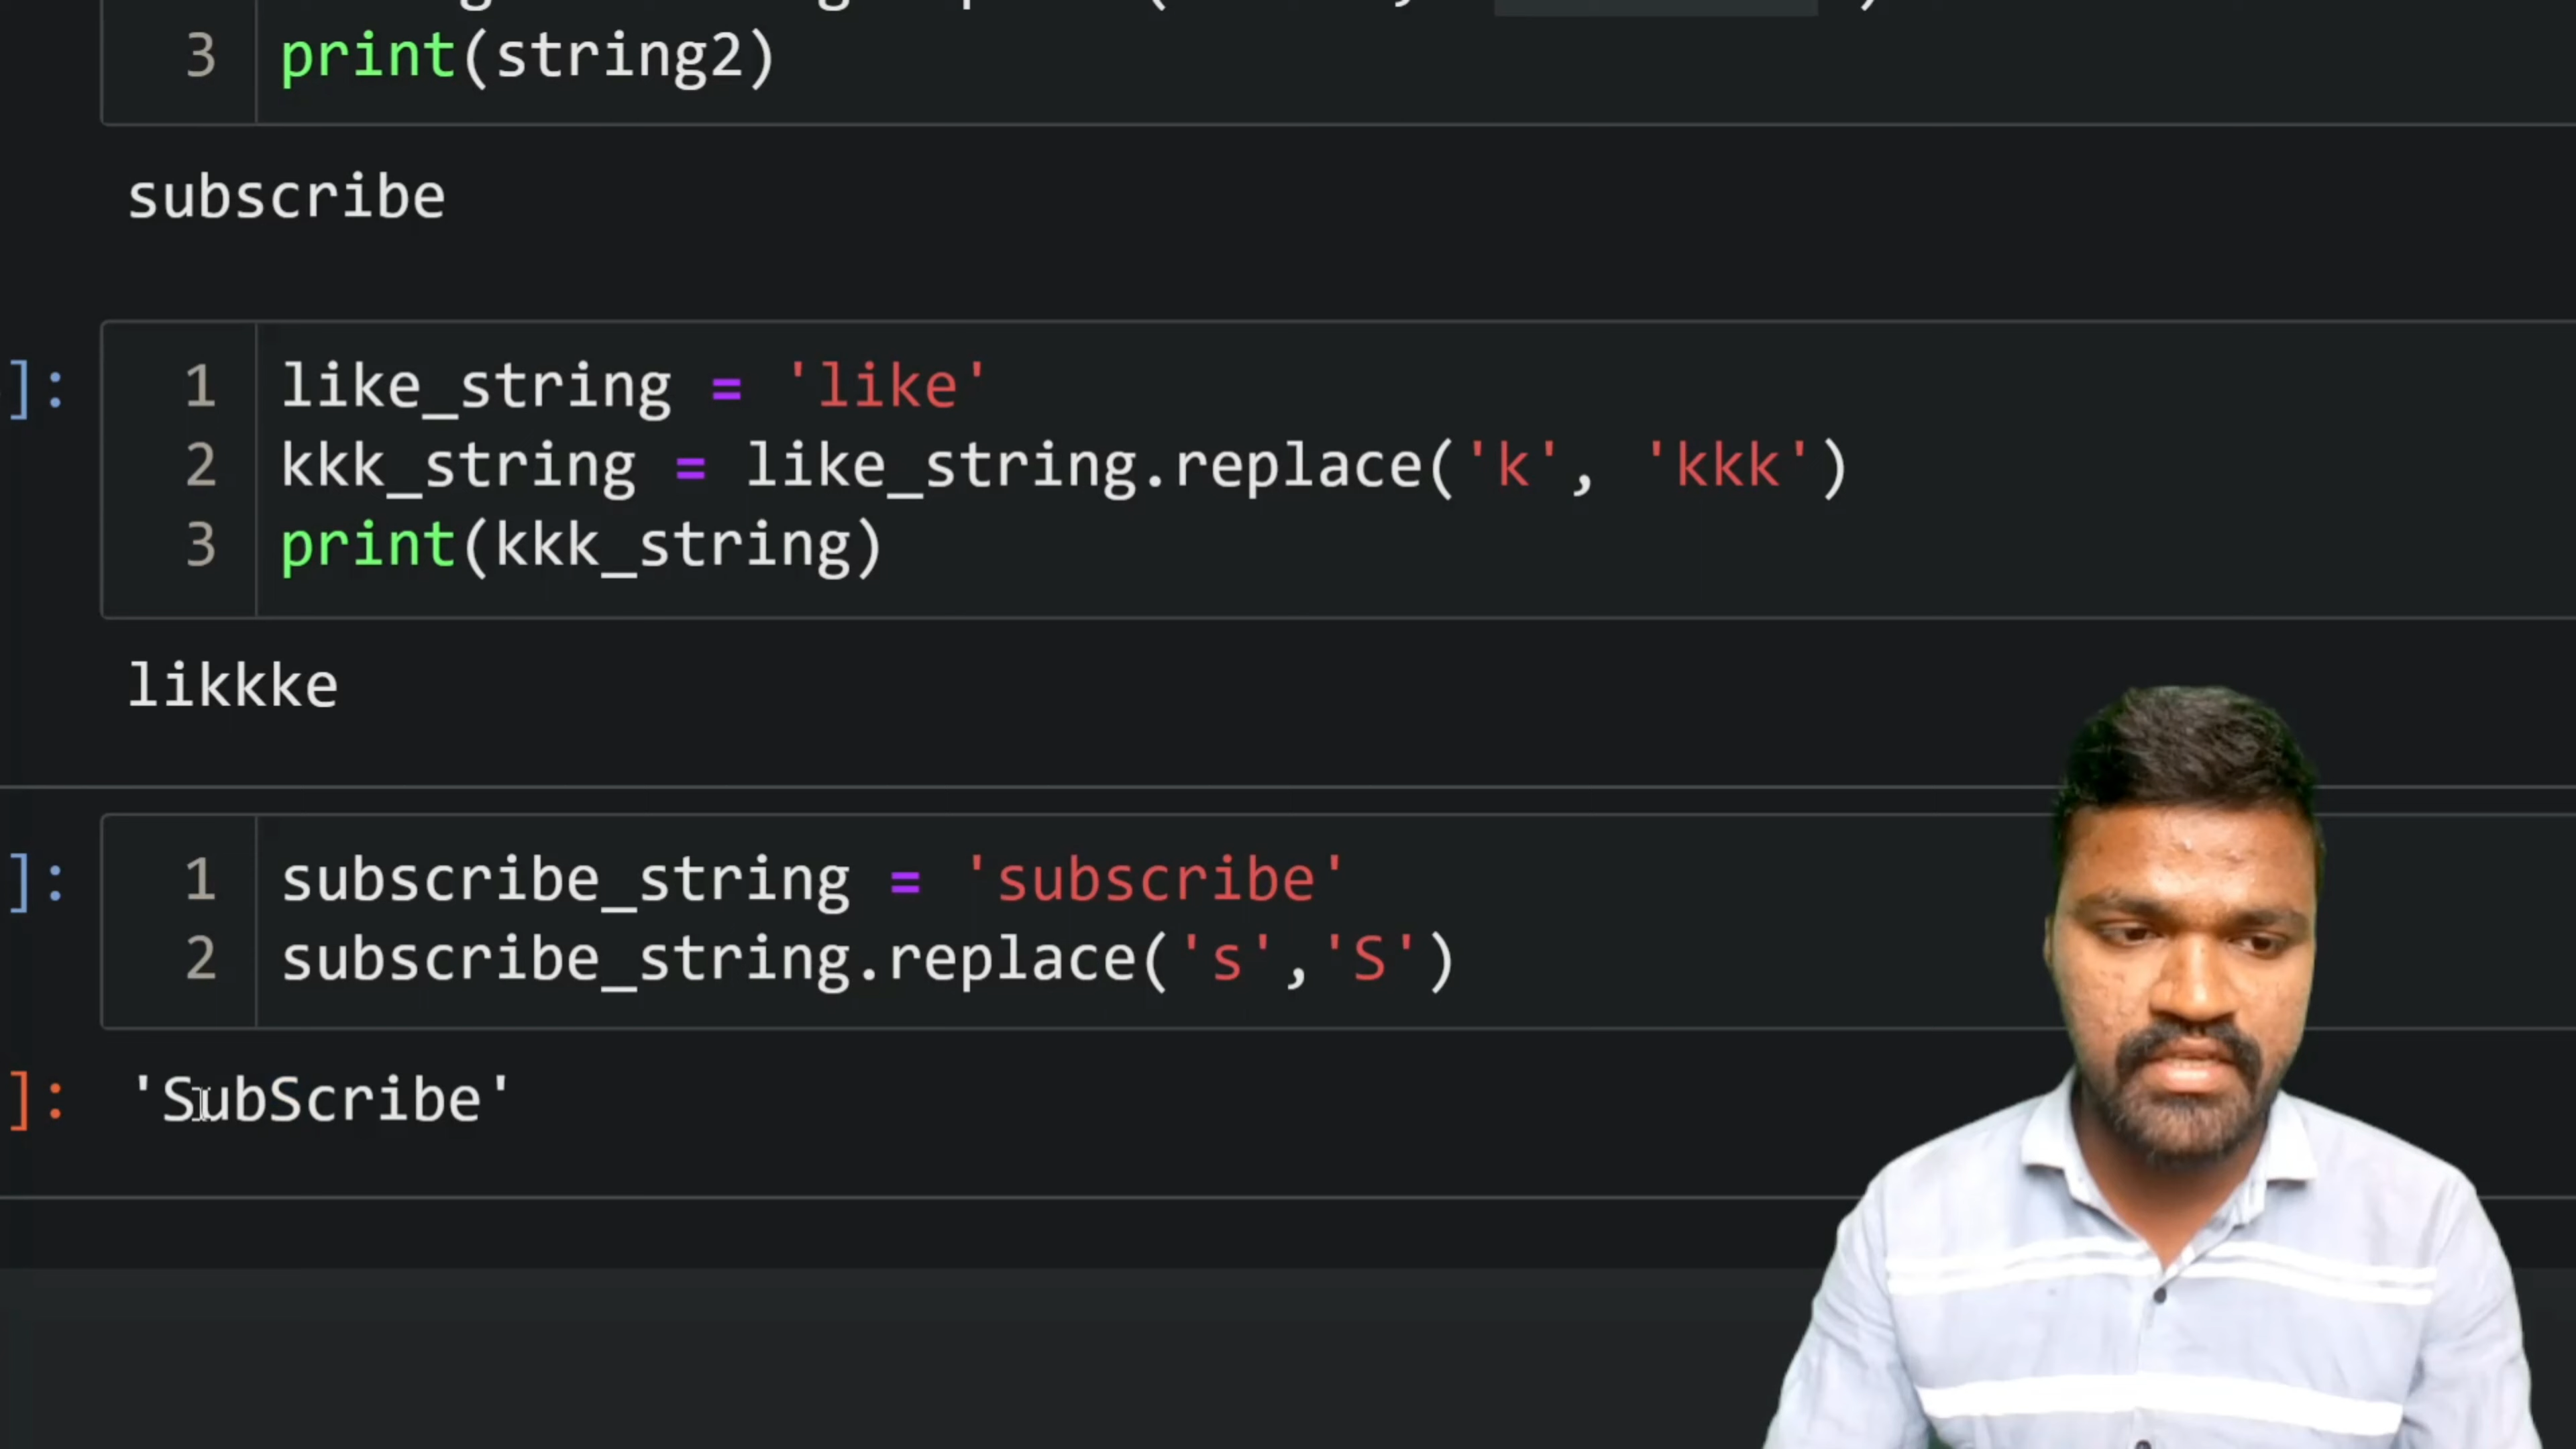 3 print(string2)
subscribe
]: 1 like_string = 'like'
2 kkk_string = like_string.replace('k', 'kkk')
3 print(kkk_string)
likkke
]: 1 subscribe_string = 'subscribe'
2 subscribe_string.replace('s','S')
]: 'SubScribe'